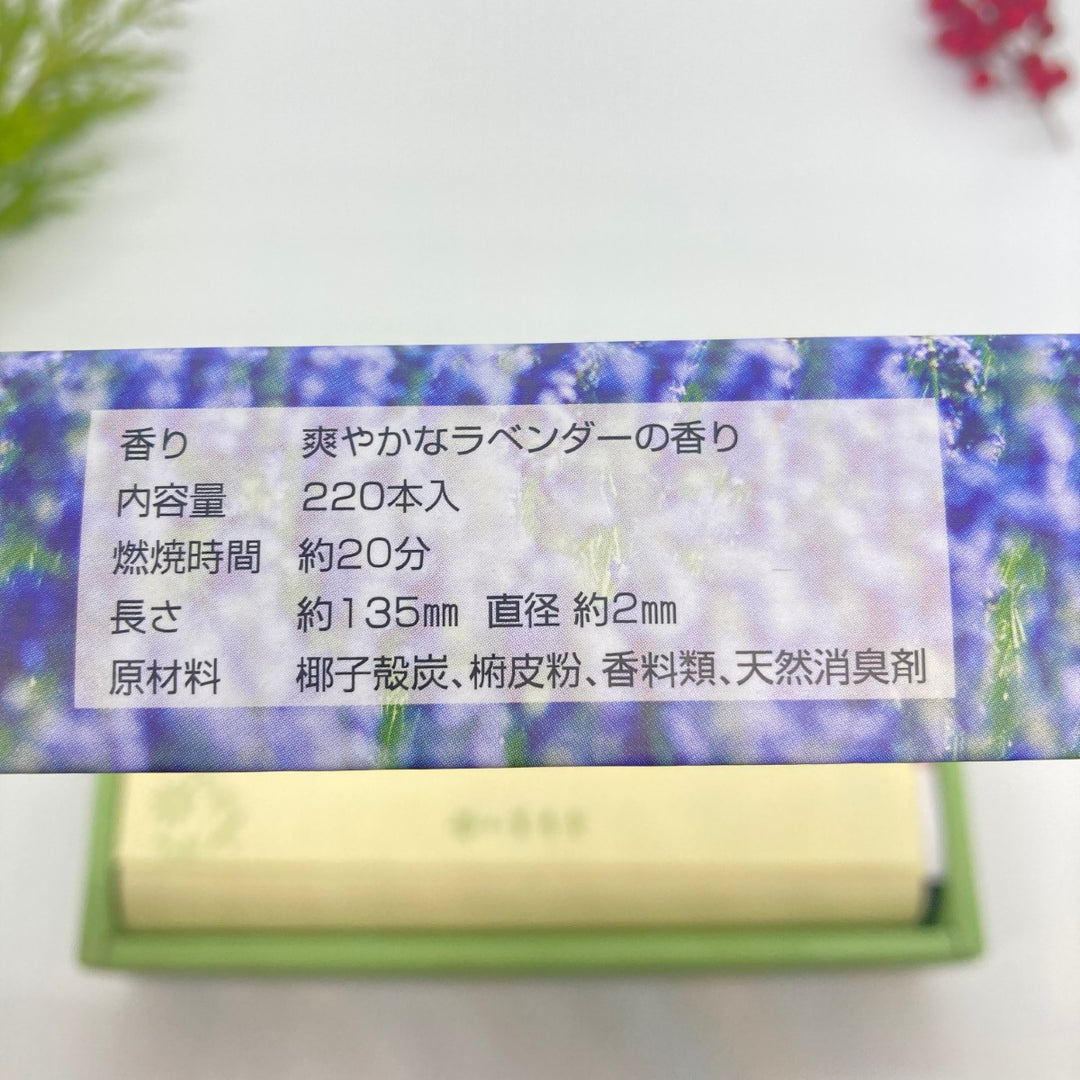 香り 爽やかなラベンダーの香り
内容量 220本入
燃焼時間 約20分
長さ 約135㎜ 直径 約2㎜
原材料 椰子殻炭、椨皮粉、香料類、天然消臭剤